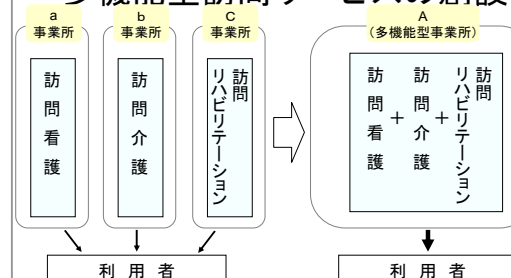 多機能型訪問サービスの創設
a
事業所
b
事業所
C
事業所
A
(多機能型事業所)
訪問看護
訪問介護
訪問
リハビリテーション
訪問看護
+
訪問介護
+
訪問
リハビリテーション
利用者
利用者